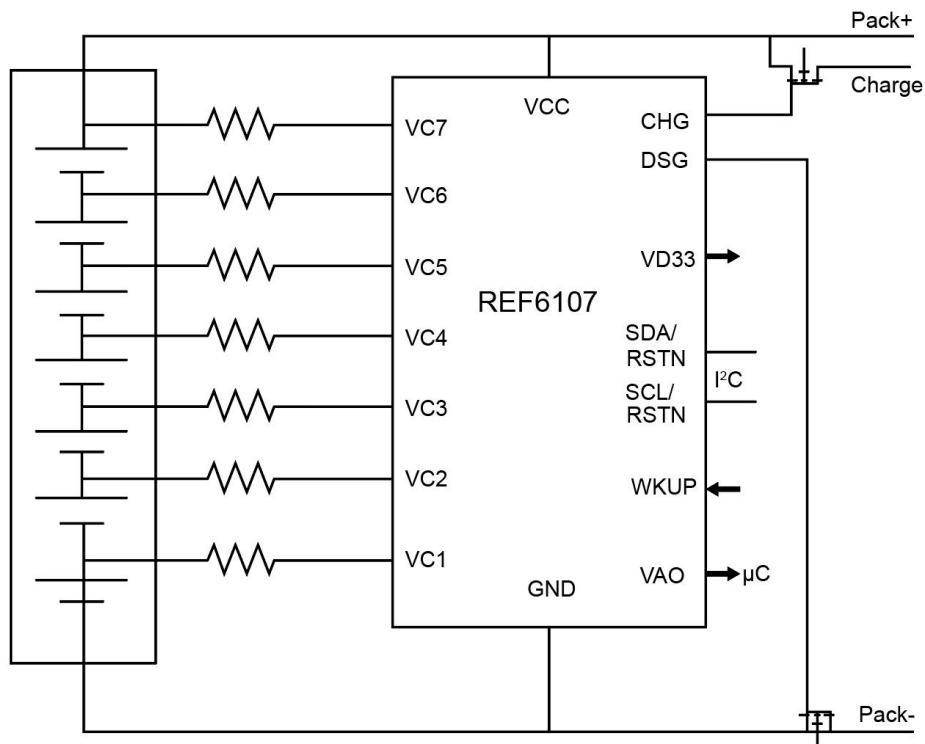 Pack+
Charge
VCC
VC7
CHG
DSG
VC6
VC5
VD33
REF6107
VC4
SDA/
RSTN
I²C
VC3
SCL/
RSTN
VC2
WKUP
VC1
VAO
µC
GND
Pack-